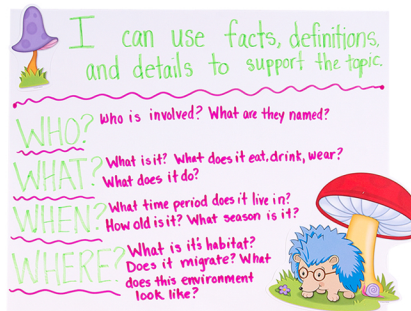 I can use facts, definitions,
and details to support the topic.
WHO? Who is involved? What are they named?
WHAT? What is it? What does it eat, drink, wear?
What does it do?
WHEN? What time period does it live in?
How old is it? What season is it?
WHERE? What is it's habitat?
Does it migrate? What
does this environment
look like?